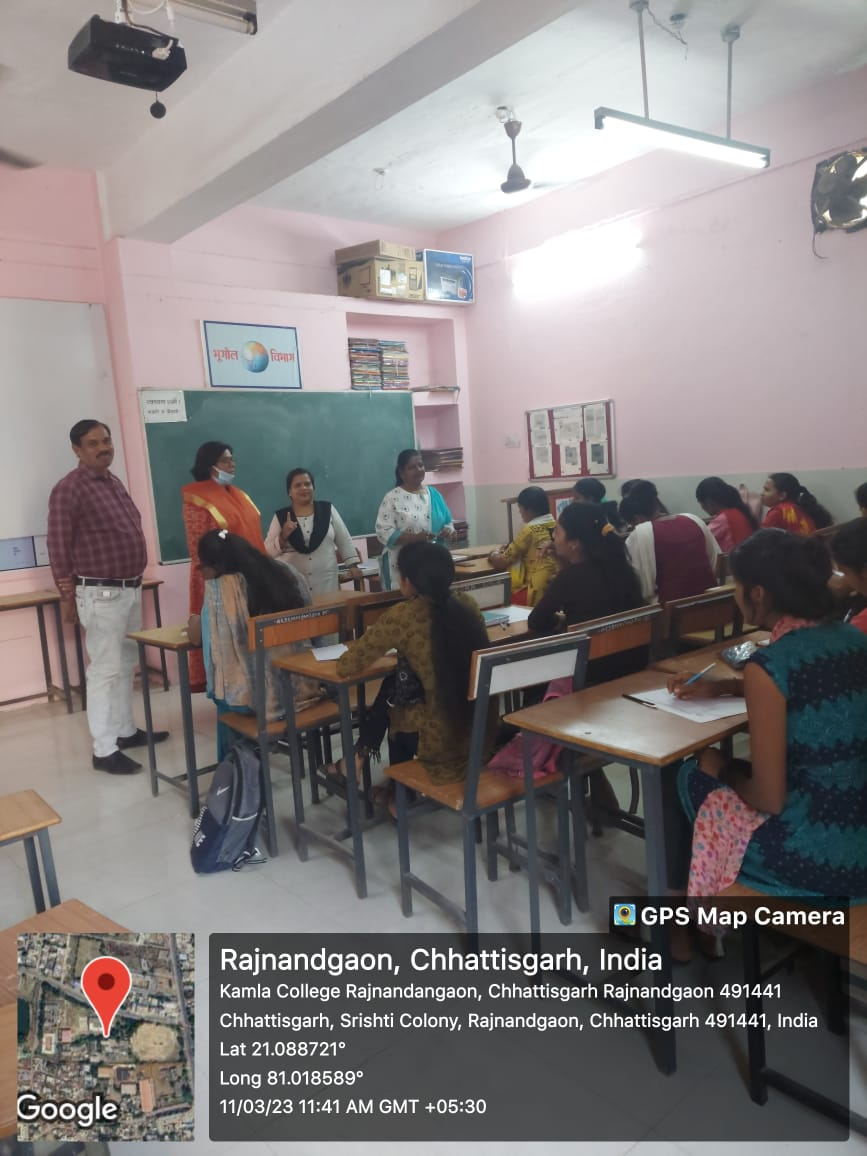 भूगोल विभाग
GPS Map Camera
Rajnandgaon, Chhattisgarh, India
Kamla College Rajnandangaon, Chhattisgarh Rajnandgaon 491441
Chhattisgarh, Srishti Colony, Rajnandgaon, Chhattisgarh 491441, India
Lat 21.088721°
Long 81.018589°
11/03/23 11:41 AM GMT +05:30
Google